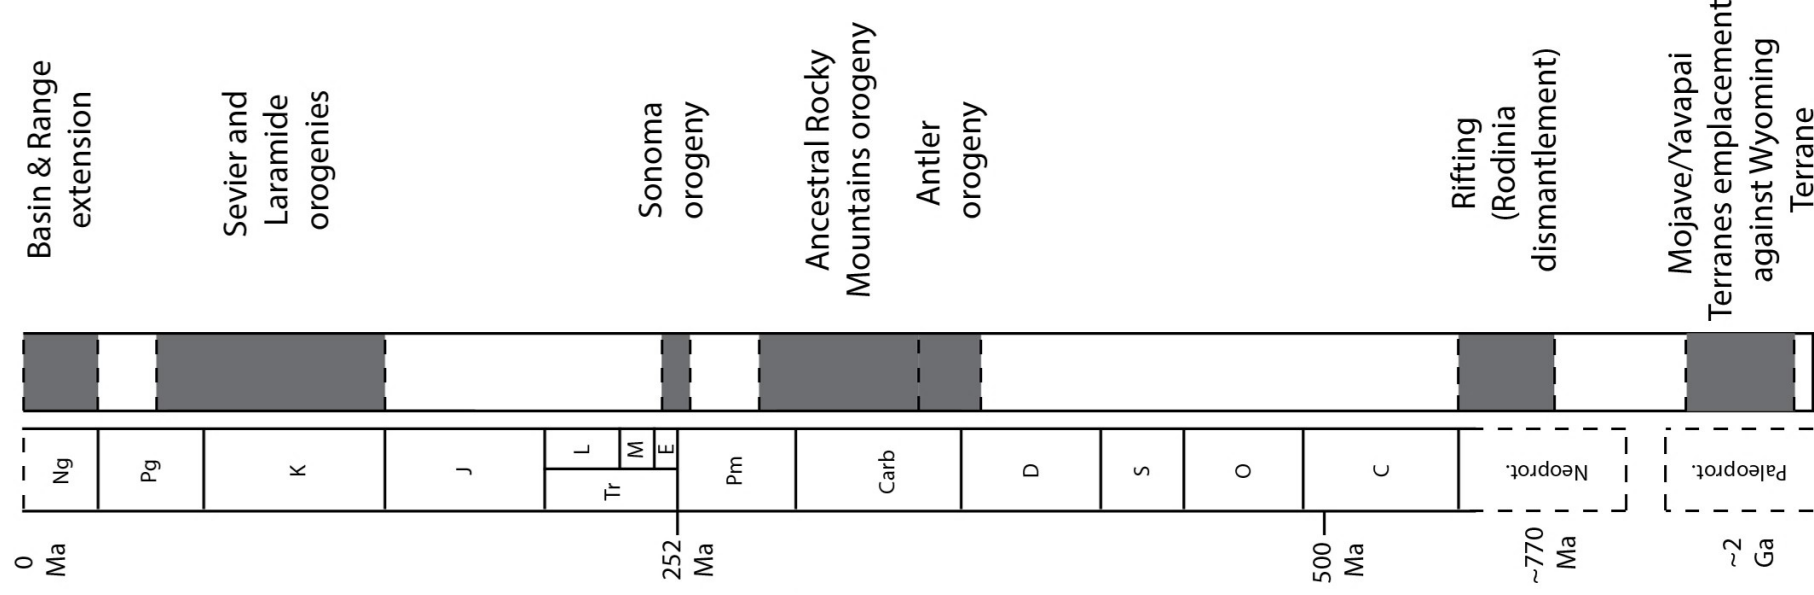 Basin & Range
extension
Sevier and
Laramide
orogenies
Sonoma
orogeny
Ancestral Rocky
Mountains orogeny
Antler
orogeny
Rifting
(Rodinia
dismantlement)
Mojave/Yavapai
Terranes emplacement
against Wyoming
Terrane
Ng
Pg
K
J
L
M
E
Tr
Pm
Carb
D
S
O
C
Neoprot.
Paleoprot.
0
Ma
252
Ma
500
Ma
~770
Ma
~2
Ga